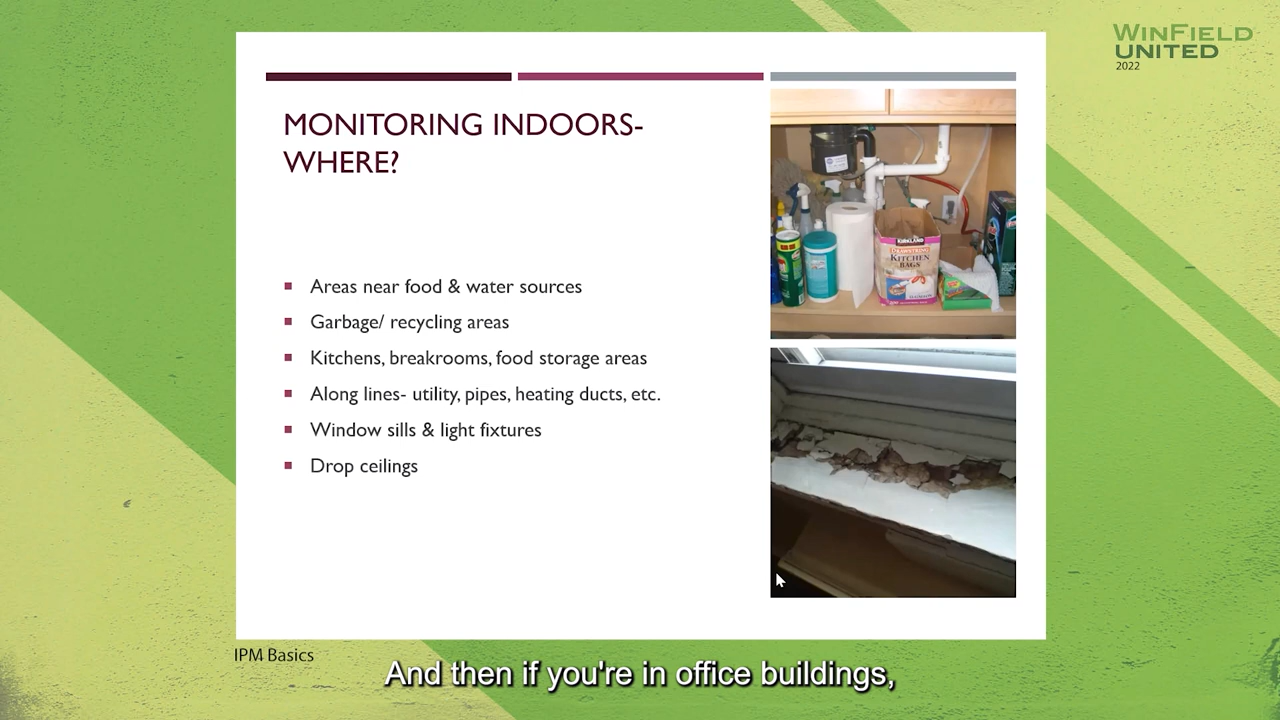 WINFIELD
UNITED
2022
MONITORING INDOORS-
WHERE?
Areas near food & water sources
Garbage/ recycling areas
Kitchens, breakrooms, food storage areas
Along lines- utility, pipes, heating ducts, etc.
Window sills & light fixtures
Drop ceilings
KIRKLAND
DRAWSTRING
KITCHEN
BAGS
IPM Basics
And then if you're in office buildings,